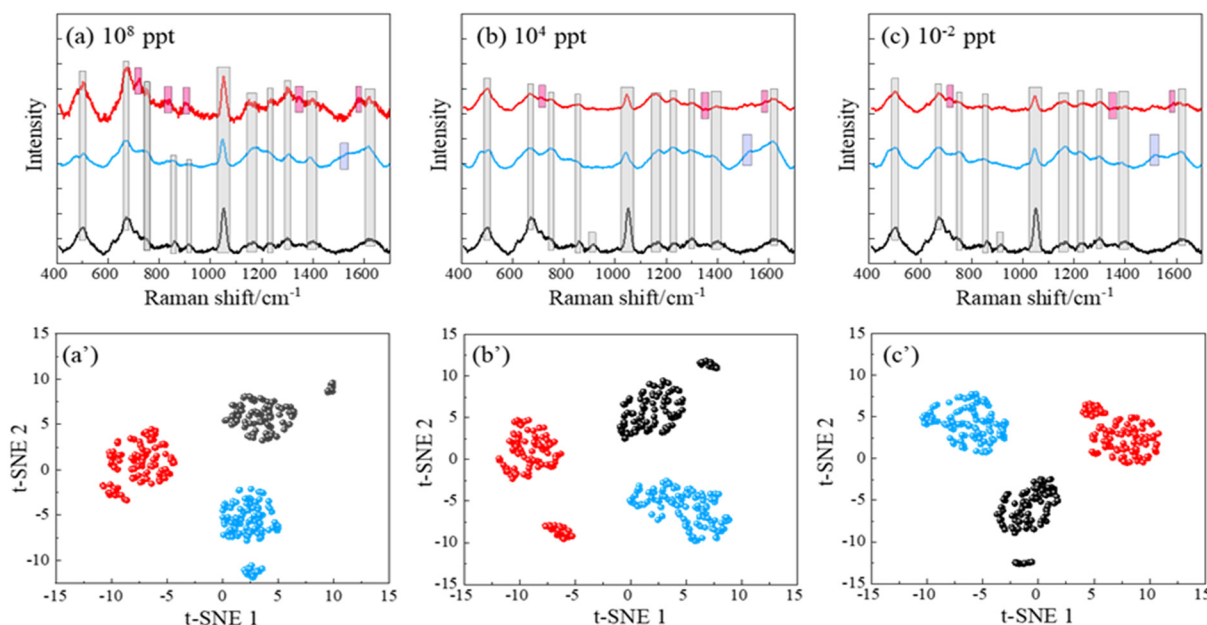 (a) 10⁸ ppt
(b) 10⁴ ppt
(c) 10⁻² ppt
Intensity
Intensity
Intensity
400 600 800 1000 1200 1400 1600
400 600 800 1000 1200 1400 1600
400 600 800 1000 1200 1400 1600
Raman shift/cm⁻¹
Raman shift/cm⁻¹
Raman shift/cm⁻¹
(a’)
(b’)
(c’)
t-SNE 2
t-SNE 2
t-SNE 2
15
10
5
0
-5
-10
15
10
5
0
-5
-10
-15
15
10
5
0
-5
-10
-15
-15 -10 -5 0 5 10 15
-15 -10 -5 0 5 10 15
-15 -10 -5 0 5 10 15
t-SNE 1
t-SNE 1
t-SNE 1